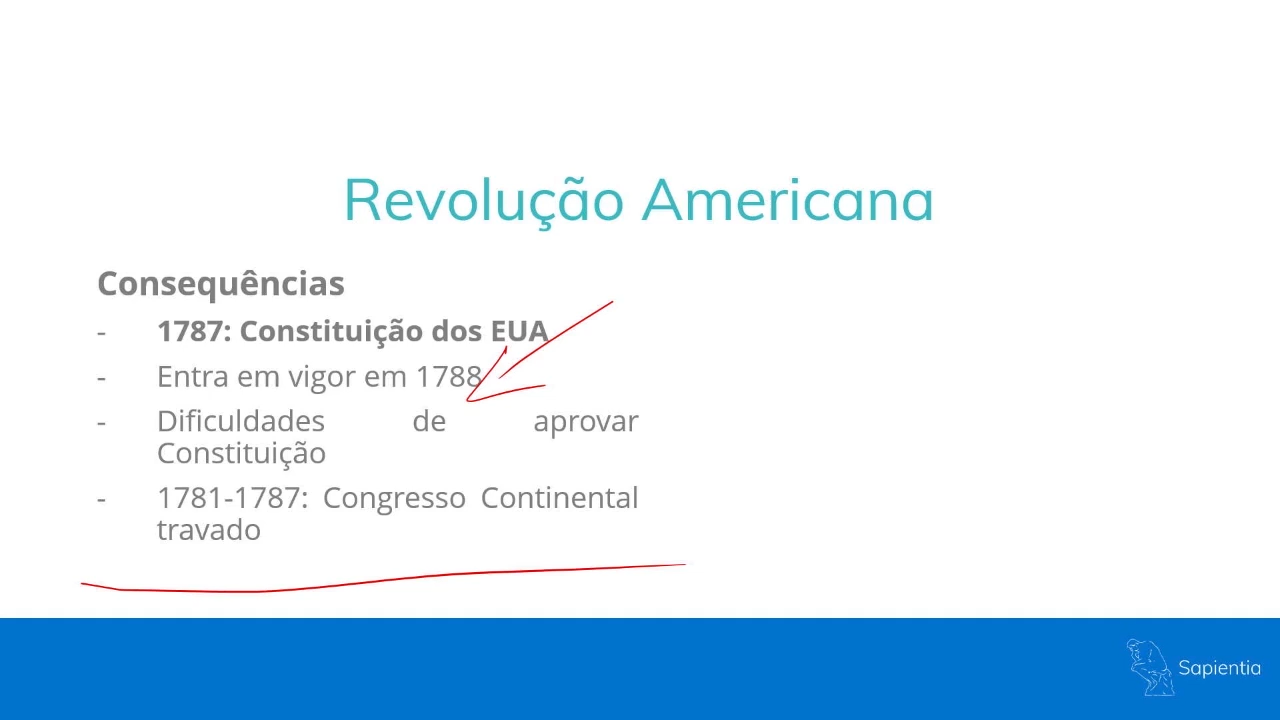 Revolução Americana
Consequências
- 1787: Constituição dos EUA
- Entra em vigor em 1788
- Dificuldades de aprovar
Constituição
- 1781-1787: Congresso Continental
travado
Sapientia